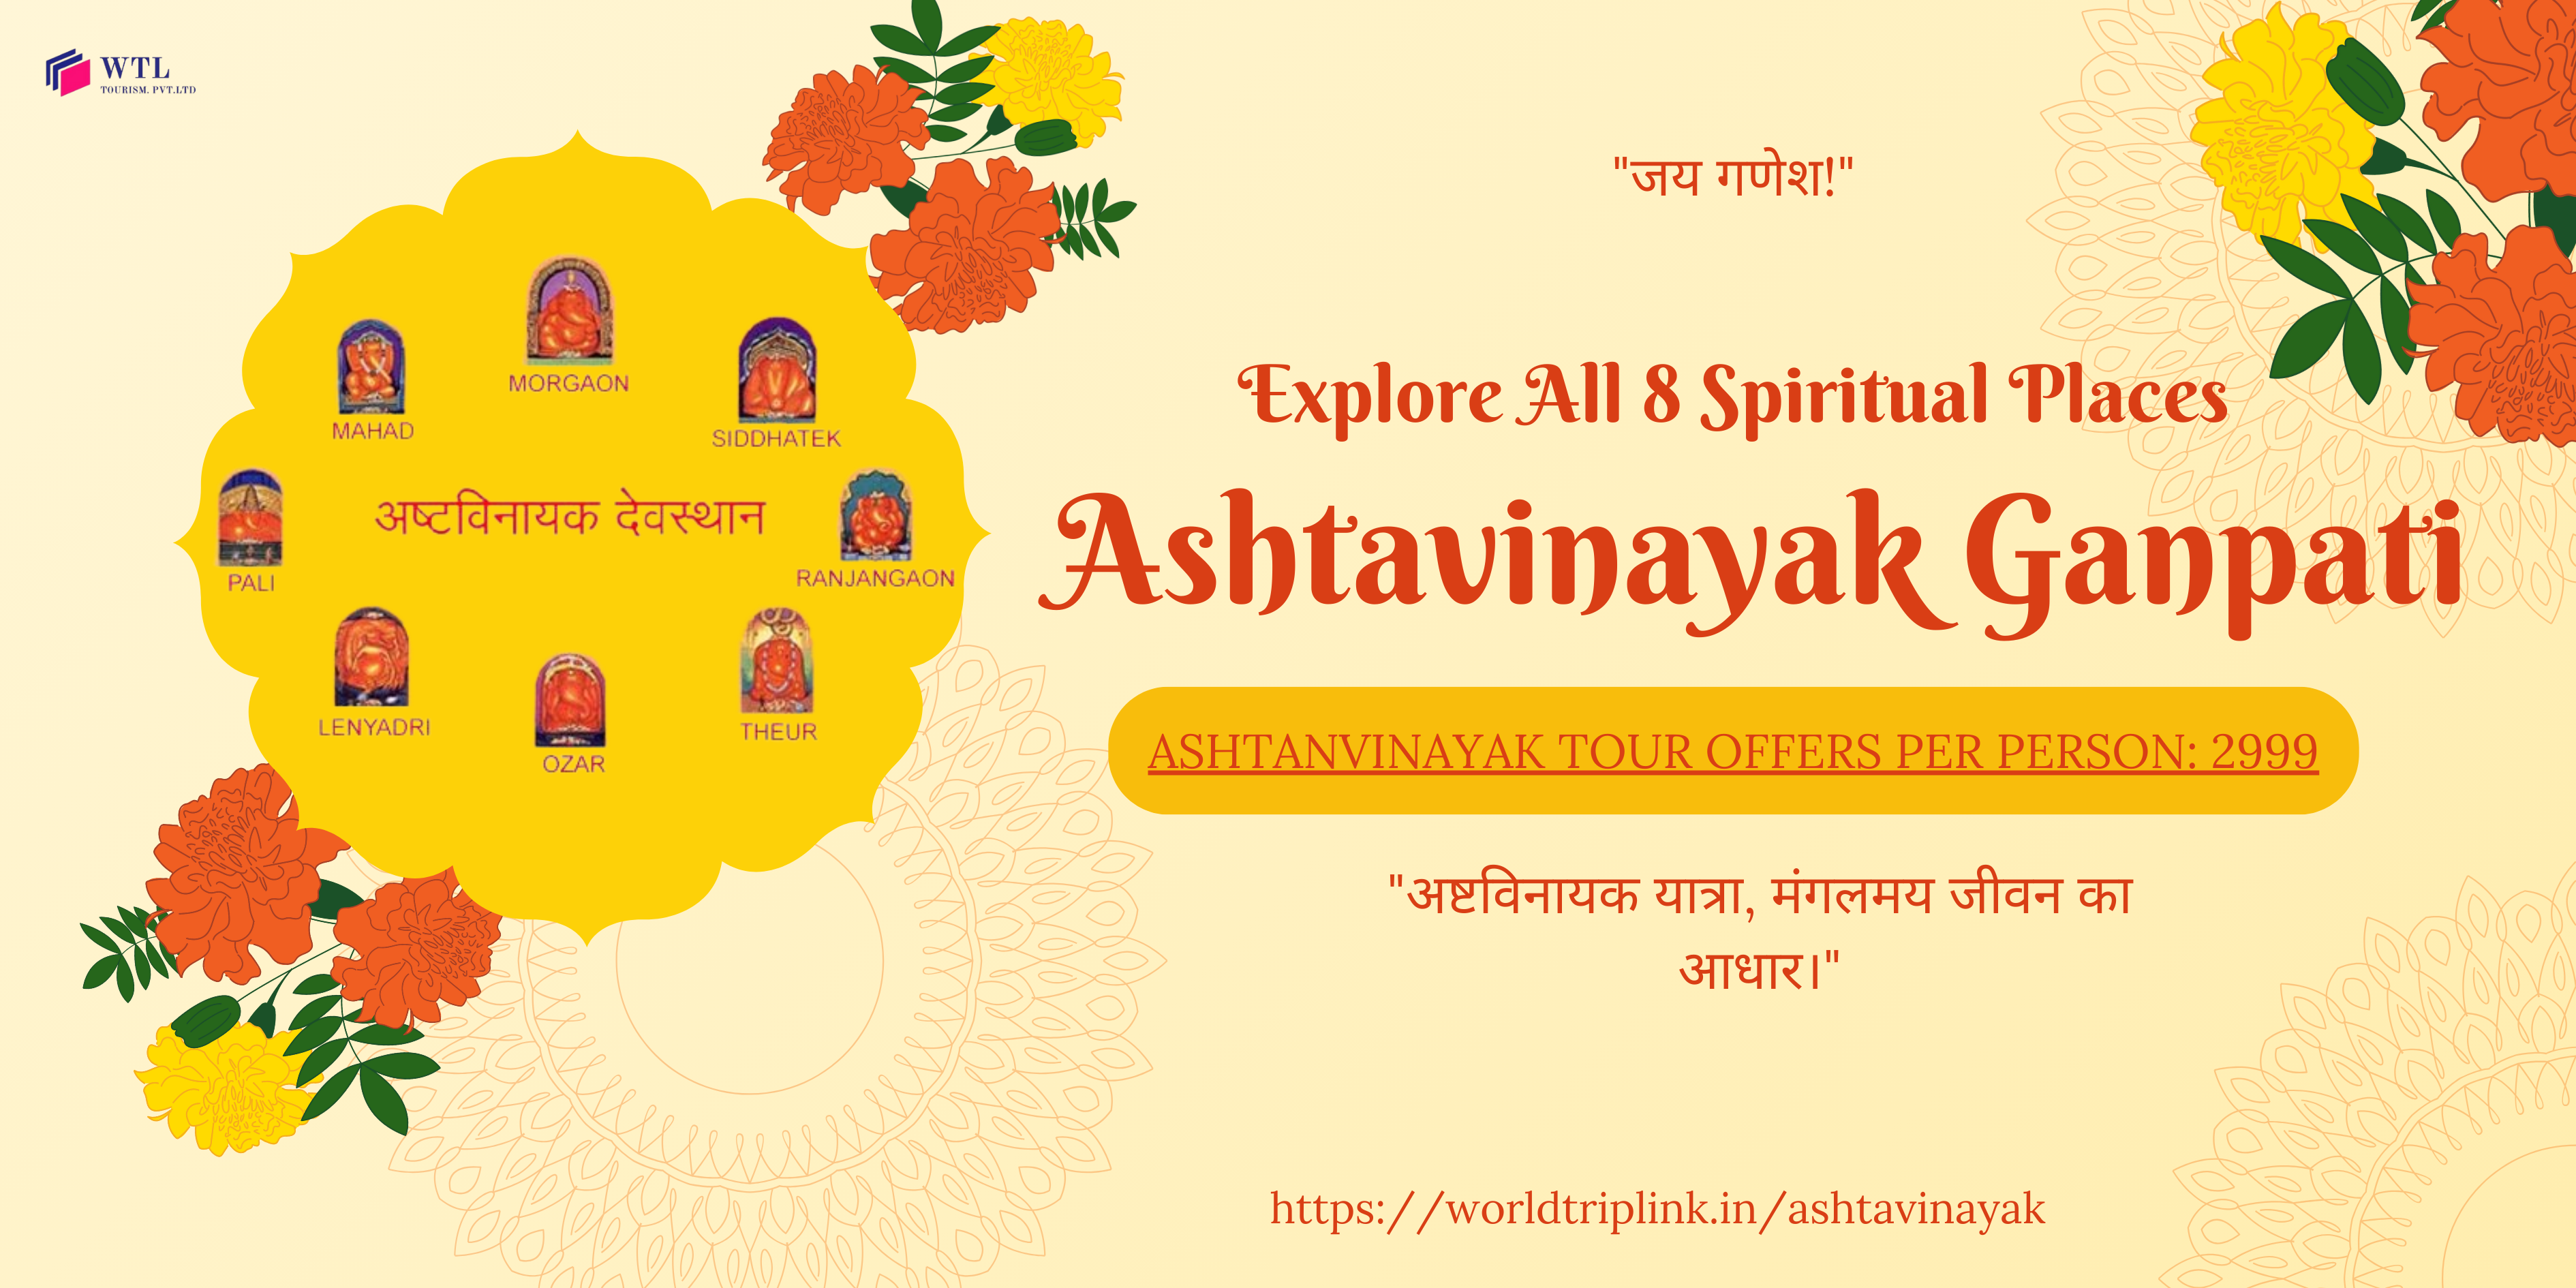 WTL
TOURISM. PVT.LTD
"जय गणेश!"
MORGAON
MAHAD
SIDDHATEK
अष्टविनायक देवस्थान
PALI
RANJANGAON
LENYADRI
THEUR
OZAR
Explore All 8 Spiritual Places
Ashtavinayak Ganpati
ASHTANVINAYAK TOUR OFFERS PER PERSON: 2999
"अष्टविनायक यात्रा, मंगलमय जीवन का
आधार।"
https://worldtriplink.in/ashtavinayak